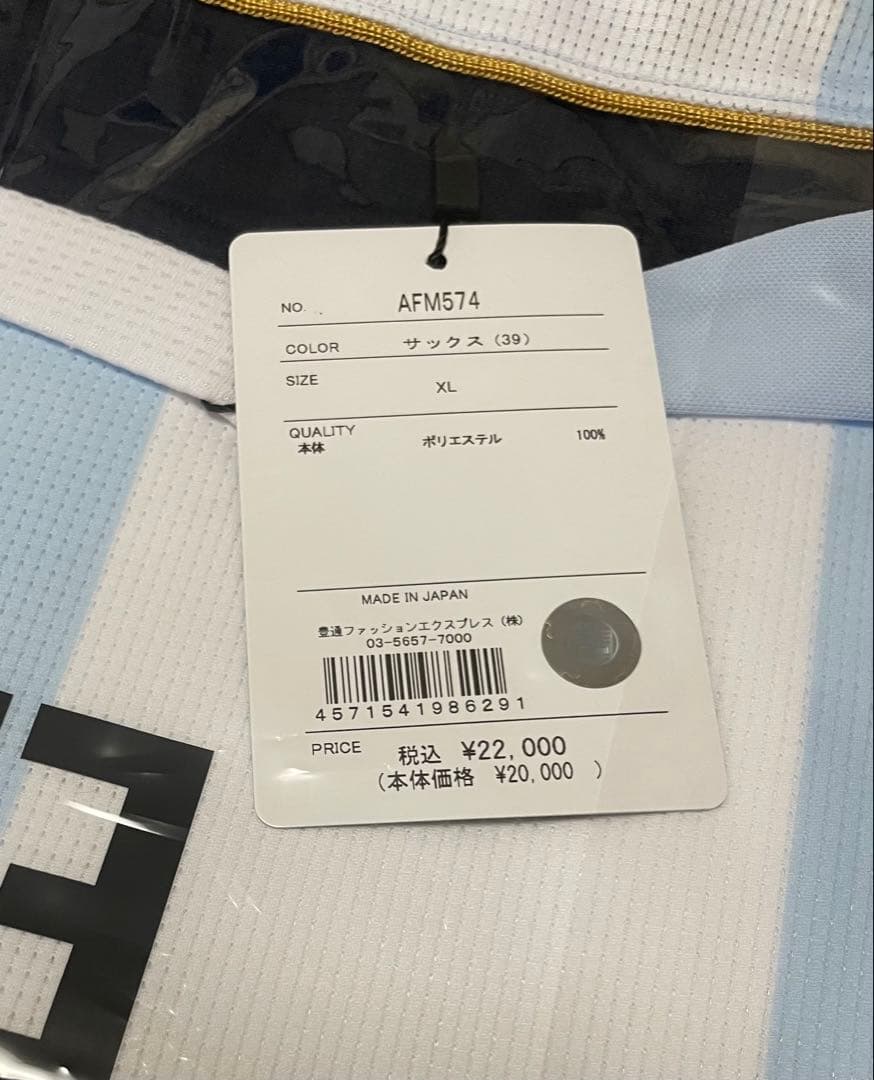 NO. AFM574
COLOR サックス (39)
SIZE XL
QUALITY
本体 ポリエステル 100%
MADE IN JAPAN
豊通ファッションエクスプレス (株)
03-5657-7000
4571541986291
PRICE 税込 ¥22,000
(本体価格 ¥20,000 )